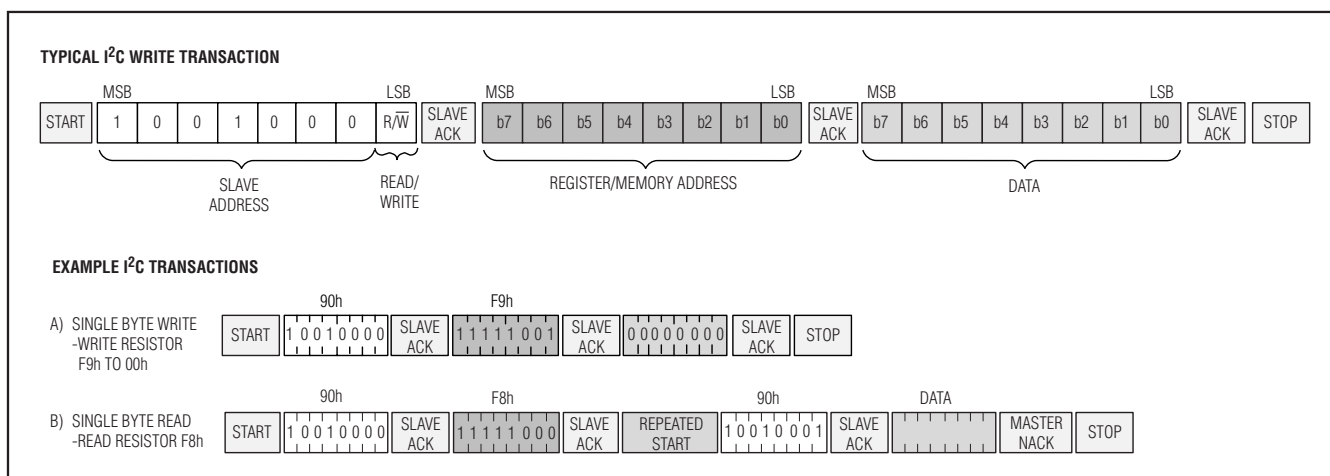 TYPICAL I2C WRITE TRANSACTION
MSB LSB MSB LSB MSB LSB
START 1 0 0 1 0 0 0 R/W̅ SLAVE ACK b7 b6 b5 b4 b3 b2 b1 b0 SLAVE ACK b7 b6 b5 b4 b3 b2 b1 b0 SLAVE ACK STOP
SLAVE ADDRESS READ/WRITE REGISTER/MEMORY ADDRESS DATA
EXAMPLE I2C TRANSACTIONS
90h F9h
A) SINGLE BYTE WRITE
-WRITE RESISTOR
F9h TO 00h
START 1 0 0 1 0 0 0 0 SLAVE ACK 1 1 1 1 1 0 0 1 SLAVE ACK 0 0 0 0 0 0 0 0 SLAVE ACK STOP
90h F8h 90h DATA
B) SINGLE BYTE READ
-READ RESISTOR F8h
START 1 0 0 1 0 0 0 0 SLAVE ACK 1 1 1 1 1 0 0 0 SLAVE ACK REPEATED START 1 0 0 1 0 0 0 1 SLAVE ACK MASTER NACK STOP